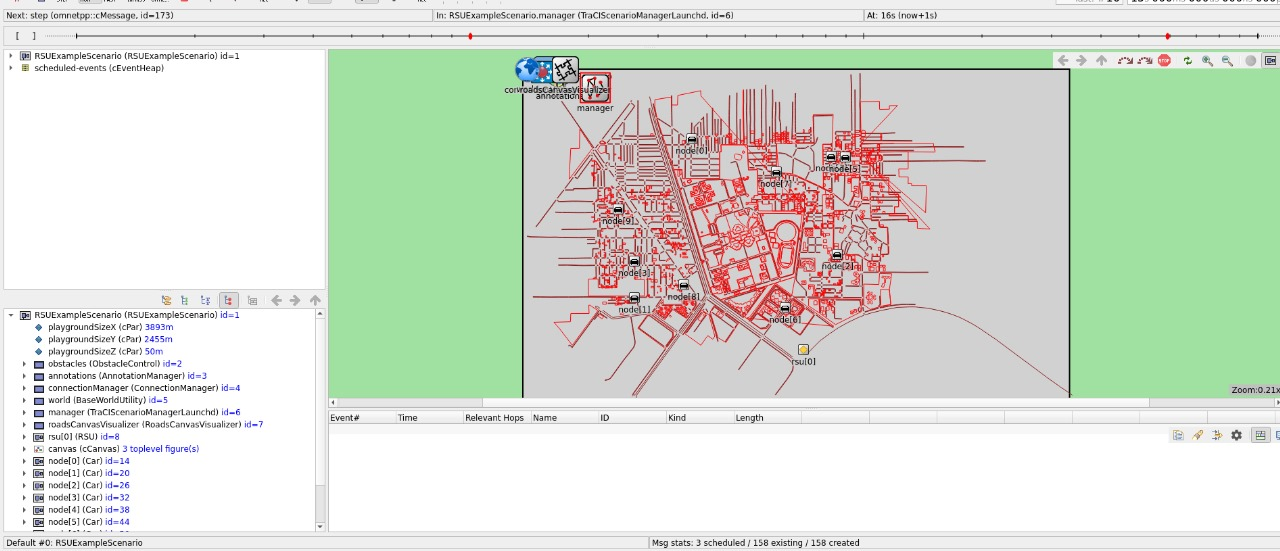 Next: step (omnetpp::cMessage, id=173)
In: RSUExampleScenario.manager (TraCIScenarioManagerLaunchd, id=6)
At: 16s (now+1s)
[ ]
RSUExampleScenario (RSUExampleScenario) id=1
scheduled-events (cEventHeap)
manager
node[0]
node[7]
node[5]
node[9]
node[2]
node[3]
node[8]
node[1]
node[6]
rsu[0]
STOP
Zoom:0.21x
RSUExampleScenario (RSUExampleScenario) id=1
playgroundSizeX (cPar) 3893m
playgroundSizeY (cPar) 2455m
playgroundSizeZ (cPar) 50m
obstacles (ObstacleControl) id=2
annotations (AnnotationManager) id=3
connectionManager (ConnectionManager) id=4
world (BaseWorldUtility) id=5
manager (TraCIScenarioManagerLaunchd) id=6
roadsCanvasVisualizer (RoadsCanvasVisualizer) id=7
rsu[0] (RSU) id=8
canvas (cCanvas) 3 toplevel figure(s)
node[0] (Car) id=14
node[1] (Car) id=20
node[2] (Car) id=26
node[3] (Car) id=32
node[4] (Car) id=38
node[5] (Car) id=44
Event# Time Relevant Hops Name ID Kind Length
Default #0: RSUExampleScenario
Msg stats: 3 scheduled / 158 existing / 158 created